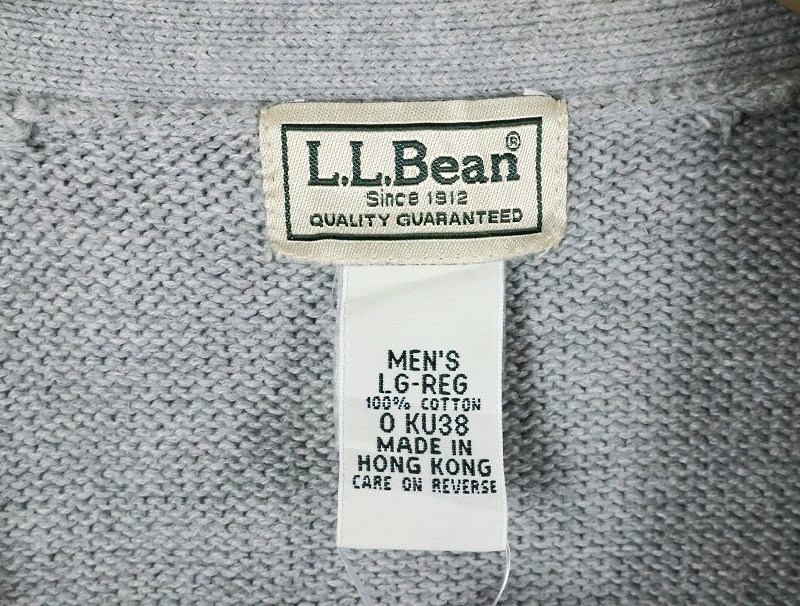 L.L.Bean®
Since 1912
QUALITY GUARANTEED
MEN'S
LG-REG
100% COTTON
0 KU38
MADE IN
HONG KONG
CARE ON REVERSE